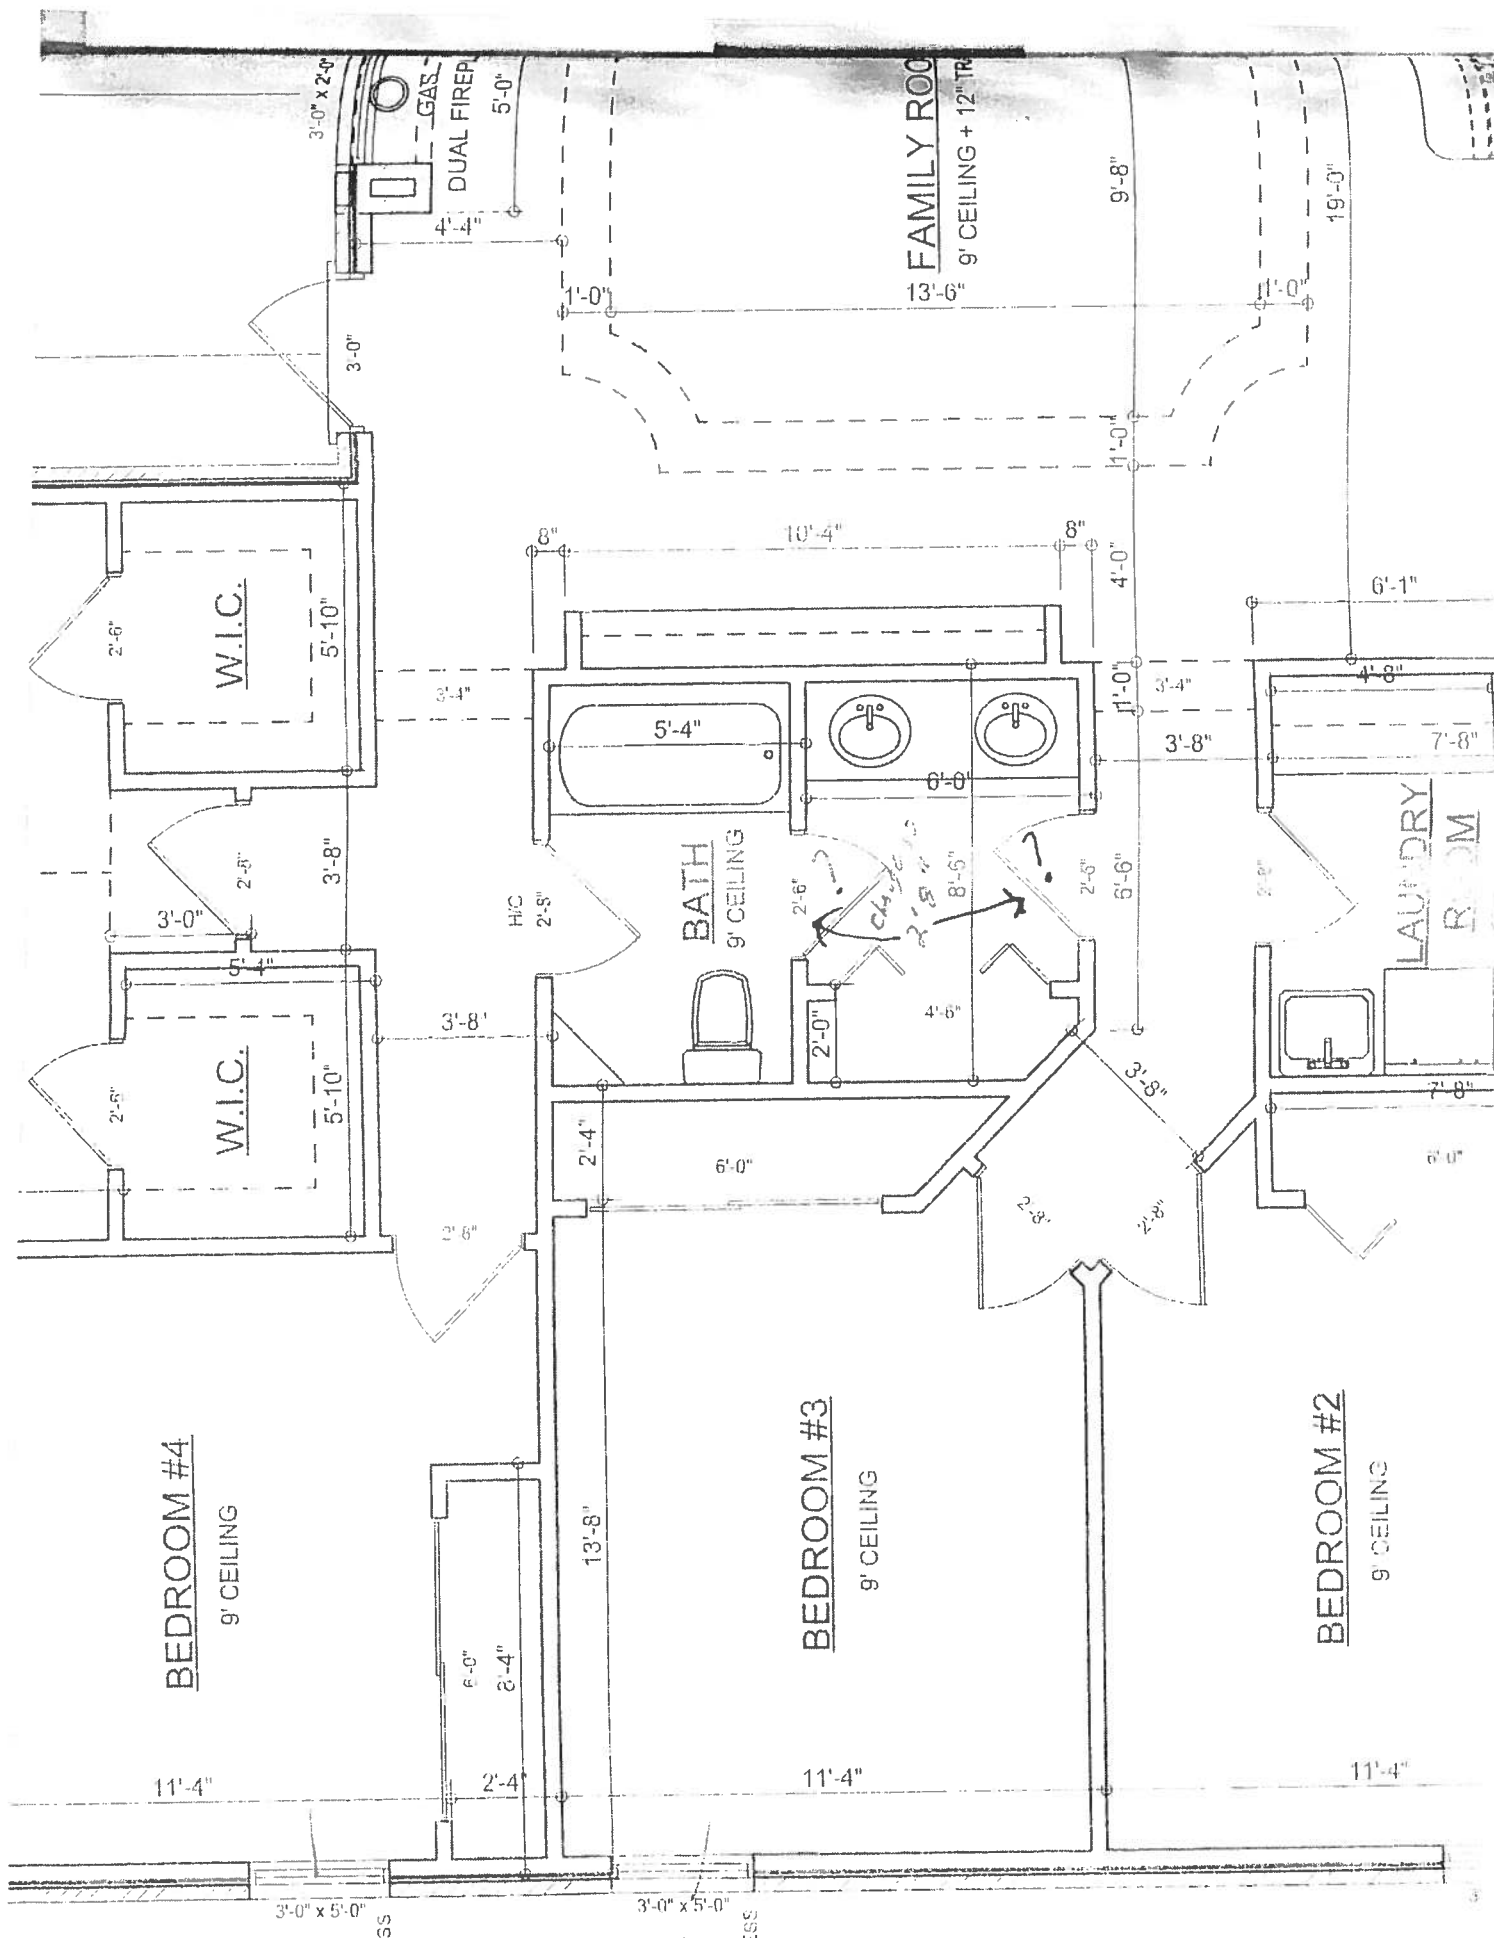 3'-0" x 2'-0"
GAS
DUAL FIREP
5'-0"
FAMILY ROO
9' CEILING + 12" TR
9'-8"
19'-0"
4'-4"
1'-0"
13'-6"
1'-0"
3'-0"
1'-0"
8"
10'-4"
8"
4'-0"
6'-1"
2'-6"
W.I.C.
5'-10"
3'-4"
1'-0"
3'-4"
4'-8"
5'-4"
3'-8"
7'-8"
6'-0"
LAUNDRY
ROOM
2'-8"
3'-8"
H/C
2'-8"
BATH
9' CEILING
2'-6"
?
change to
2'8"
8'-6"
?
2'-6"
6'-6"
3'-0"
5'-4"
3'-8"
2'-0"
4'-6"
3'-8"
7'-8"
2'-6"
W.I.C.
5'-10"
2'-4"
6'-0"
6'-0"
2'-8"
2'-8"
2'-8"
BEDROOM #4
9' CEILING
BEDROOM #3
9' CEILING
BEDROOM #2
9' CEILING
13'-8"
6'-0"
8'-4"
11'-4"
2'-4"
11'-4"
11'-4"
3'-0" x 5'-0"
3'-0" x 5'-0"
SS
ESS